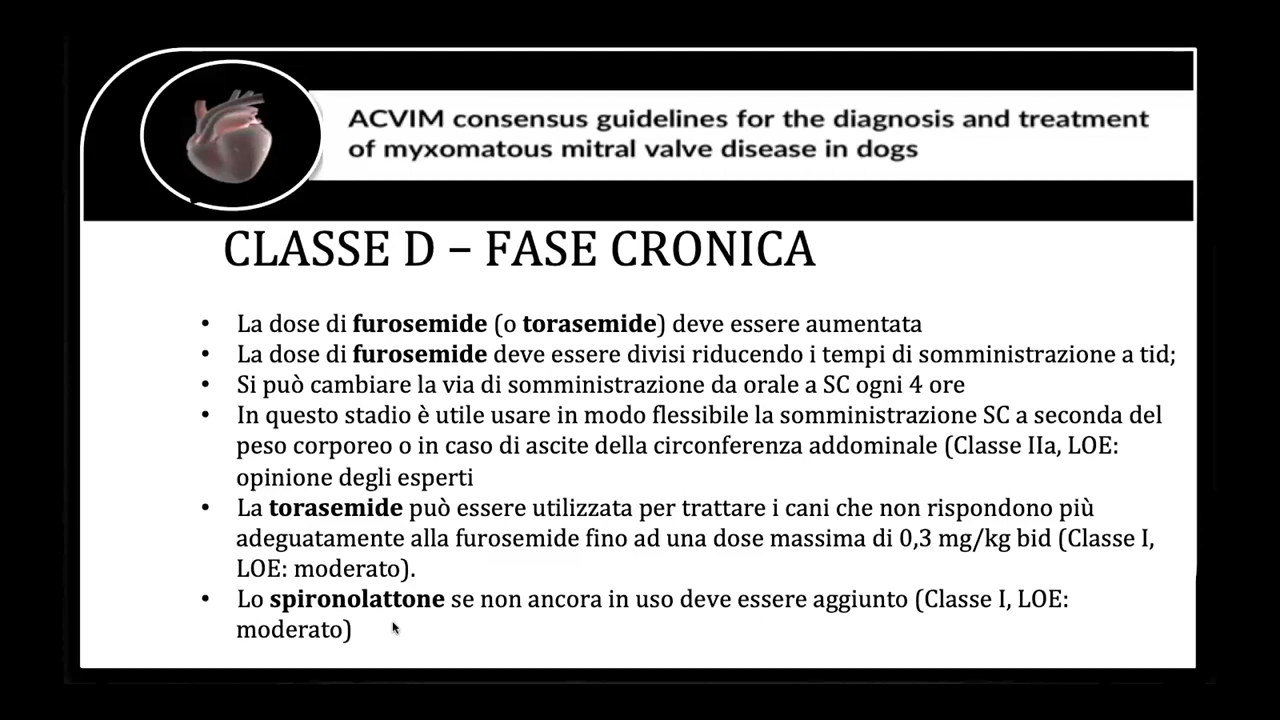 ACVIM consensus guidelines for the diagnosis and treatment
of myxomatous mitral valve disease in dogs
CLASSE D – FASE CRONICA
• La dose di furosemide (o torasemide) deve essere aumentata
• La dose di furosemide deve essere divisi riducendo i tempi di somministrazione a tid;
• Si può cambiare la via di somministrazione da orale a SC ogni 4 ore
• In questo stadio è utile usare in modo flessibile la somministrazione SC a seconda del
peso corporeo o in caso di ascite della circonferenza addominale (Classe IIa, LOE:
opinione degli esperti
• La torasemide può essere utilizzata per trattare i cani che non rispondono più
adeguatamente alla furosemide fino ad una dose massima di 0,3 mg/kg bid (Classe I,
LOE: moderato).
• Lo spironolattone se non ancora in uso deve essere aggiunto (Classe I, LOE:
moderato)